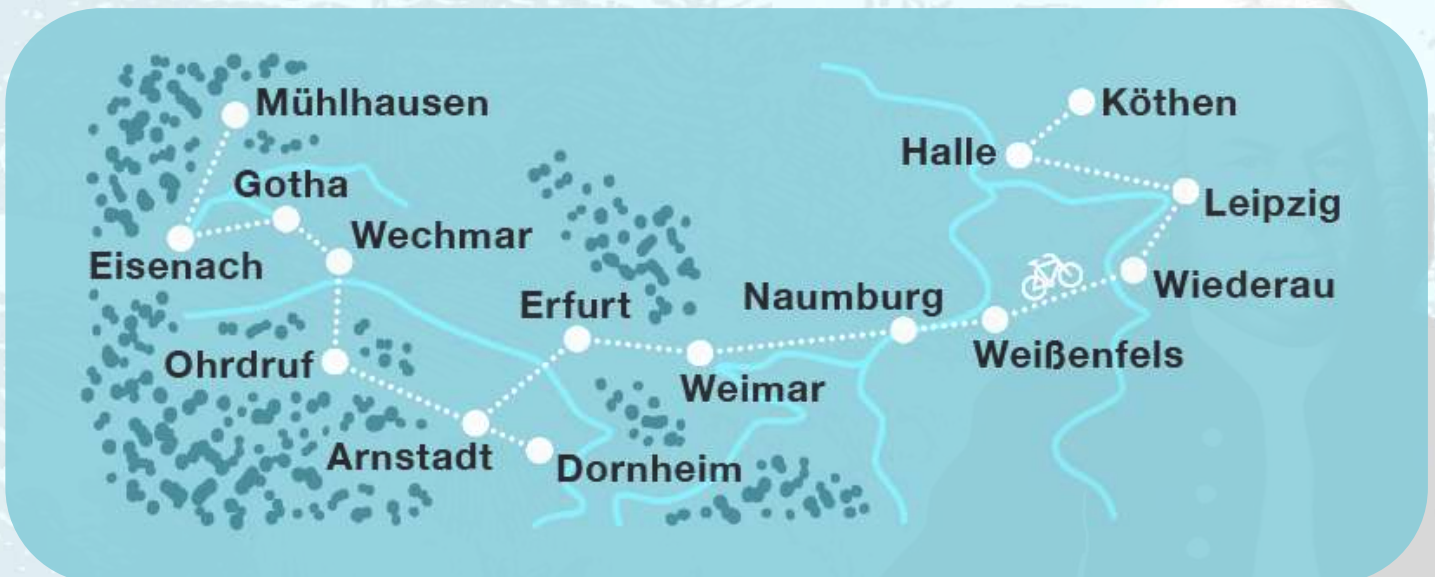 Mühlhausen
Köthen
Halle
Gotha
Leipzig
Wechmar
Eisenach
Wiederau
Naumburg
Erfurt
Weißenfels
Ohrdruf
Weimar
Arnstadt
Dornheim